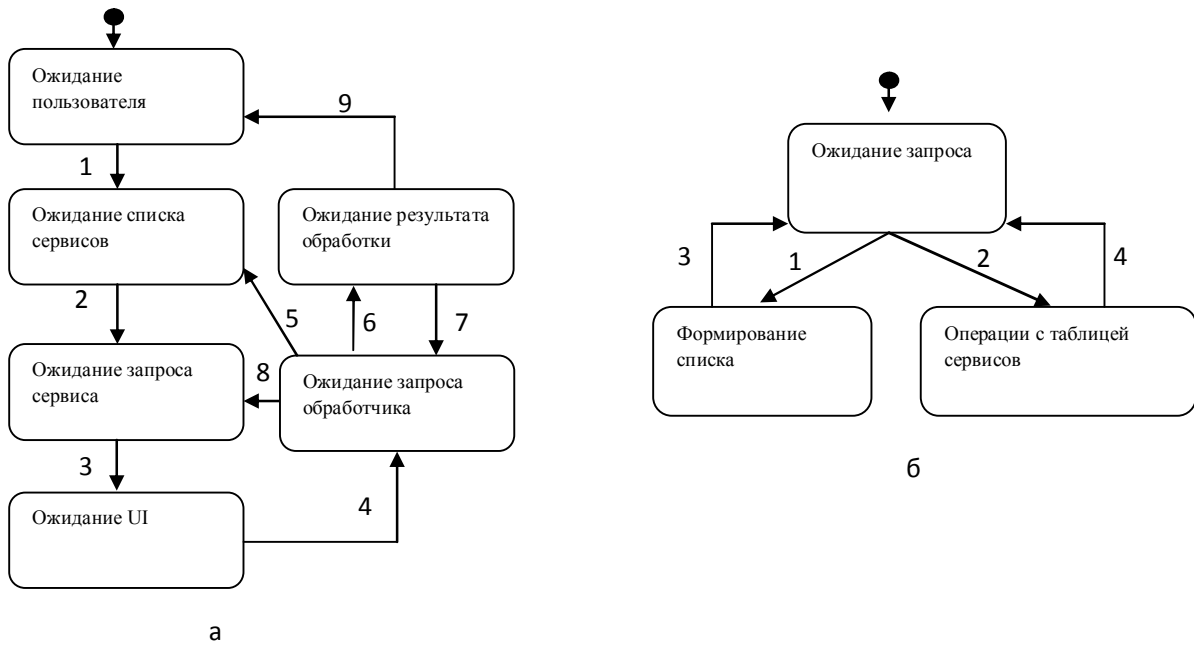 Ожидание
пользователя
1
9
Ожидание списка
сервисов
Ожидание результата
обработки
2
5
6
7
Ожидание запроса
сервиса
8
Ожидание запроса
обработчика
3
4
Ожидание UI
а
Ожидание запроса
3
1
2
4
Формирование
списка
Операции с таблицей
сервисов
б